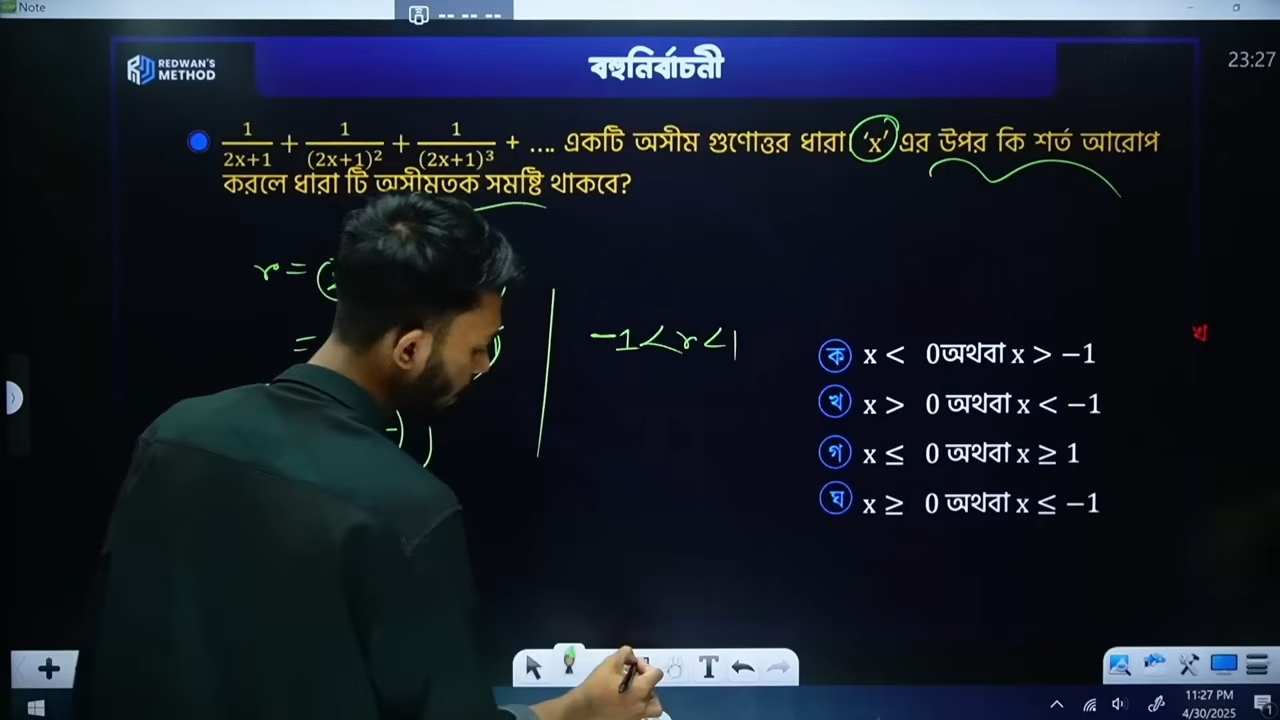 Note
REDWAN'S
METHOD
বহুনির্বাচনী
23:27
1/(2x+1) + 1/(2x+1)² + 1/(2x+1)³ + .... একটি অসীম গুণোত্তর ধারা 'x' এর উপর কি শর্ত আরোপ
করলে ধারা টি অসীমতক সমষ্টি থাকবে?
r =
=
-1<r<1
খ
ক x < 0অথবা x > −1
খ x > 0 অথবা x < −1
গ x ≤ 0 অথবা x ≥ 1
ঘ x ≥ 0 অথবা x ≤ −1
T
11:27 PM
4/30/2025